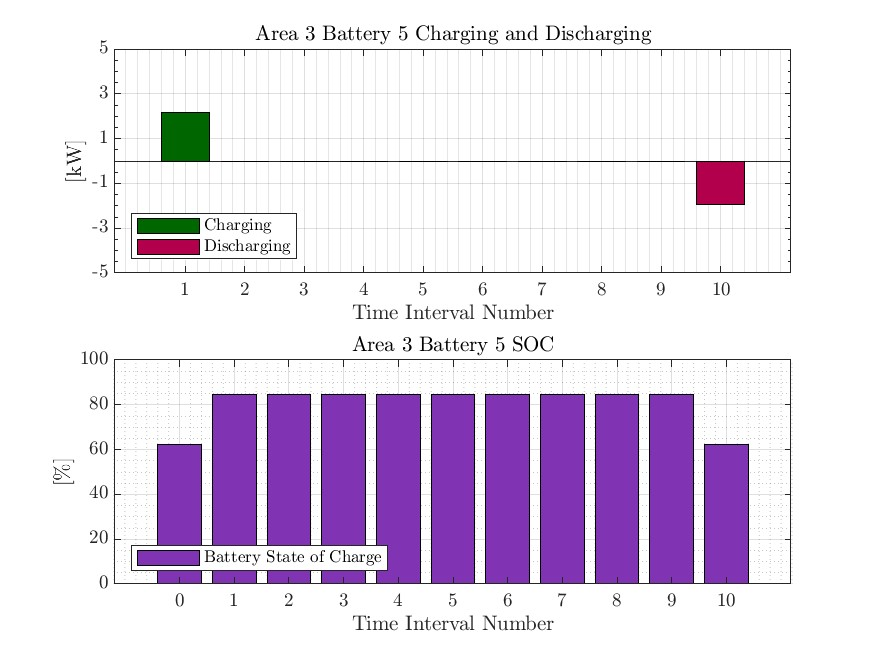 Area 3 Battery 5 Charging and Discharging
5
3
1
-1
-3
-5
[kW]
Charging
Discharging
1 2 3 4 5 6 7 8 9 10
Time Interval Number
Area 3 Battery 5 SOC
100
80
60
40
20
0
[%]
Battery State of Charge
0 1 2 3 4 5 6 7 8 9 10
Time Interval Number